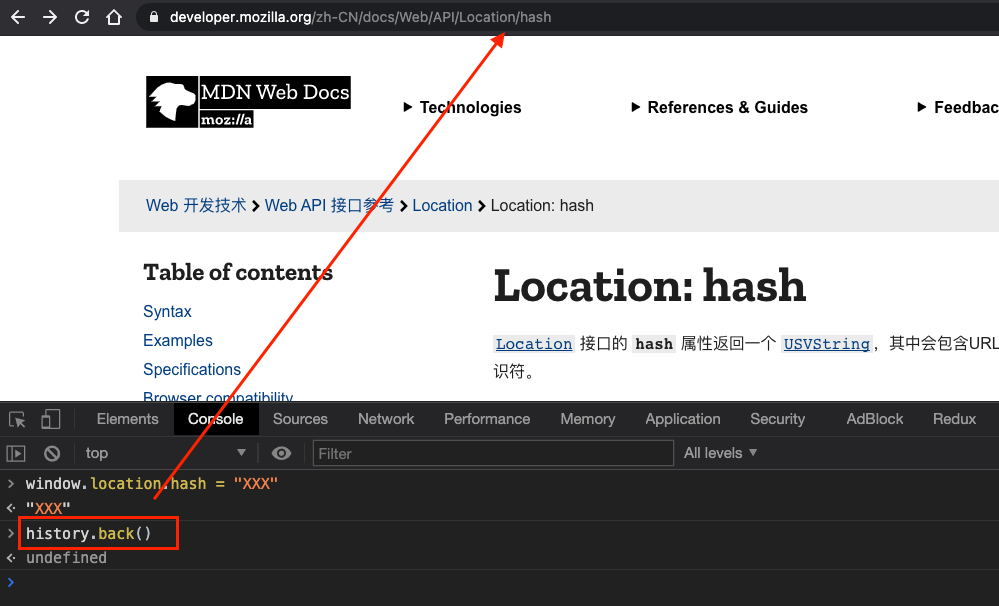 developer.mozilla.org/zh-CN/docs/Web/API/Location/hash
MDN Web Docs
moz://a
Technologies
References & Guides
Feedbac
Web 开发技术 Web API 接口参考 Location Location: hash
Table of contents
Syntax
Examples
Specifications
Browser compatibility
Location: hash
Location 接口的 hash 属性返回一个 USVString，其中会包含URL
识符。
Elements Console Sources Network Performance Memory Application Security AdBlock Redux
top Filter All levels
> window.location.hash = "XXX"
"XXX"
> history.back()
undefined
>